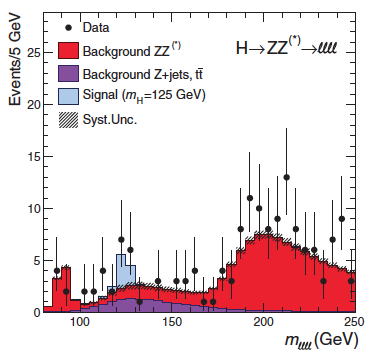 Data
Background ZZ(*)
Background Z+jets, tt̄
Signal (mH=125 GeV)
Syst.Unc.
H→ZZ(*)→ℓℓℓℓ
Events/5 GeV
25
20
15
10
5
0
100 150 200 250
mℓℓℓℓ (GeV)